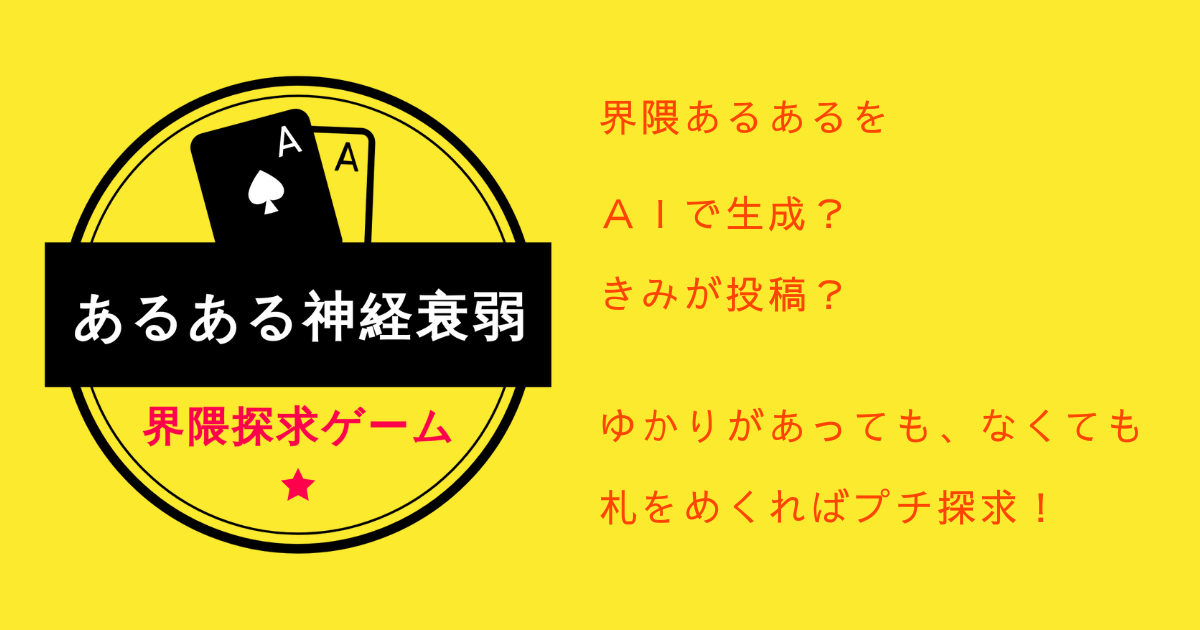 A
A
あるある神経衰弱
界隈探求ゲーム
界隈あるあるを
ＡＩで生成？
きみが投稿？
ゆかりがあっても、なくても
札をめくればプチ探求！